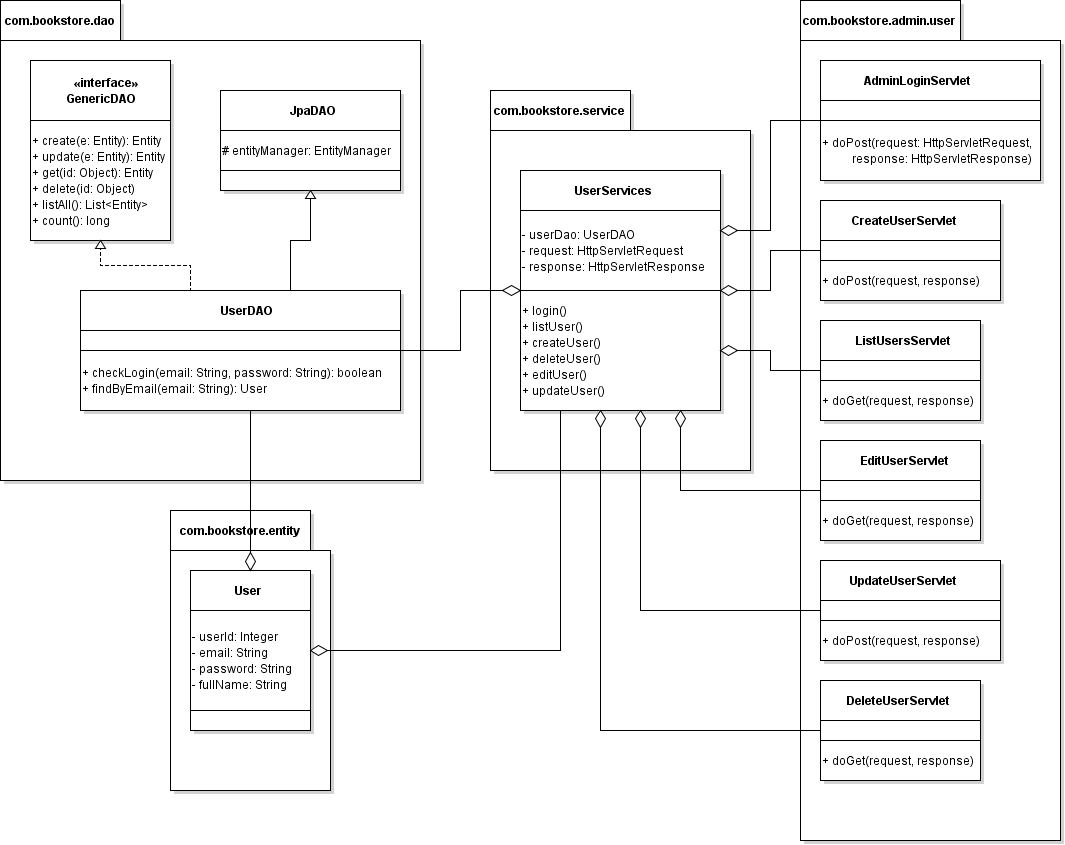 com.bookstore.dao
«interface»
GenericDAO
+ create(e: Entity): Entity
+ update(e: Entity): Entity
+ get(id: Object): Entity
+ delete(id: Object)
+ listAll(): List<Entity>
+ count(): long
JpaDAO
# entityManager: EntityManager
UserDAO
+ checkLogin(email: String, password: String): boolean
+ findByEmail(email: String): User
com.bookstore.entity
User
- userId: Integer
- email: String
- password: String
- fullName: String
com.bookstore.service
UserServices
- userDao: UserDAO
- request: HttpServletRequest
- response: HttpServletResponse
+ login()
+ listUser()
+ createUser()
+ deleteUser()
+ editUser()
+ updateUser()
com.bookstore.admin.user
AdminLoginServlet
+ doPost(request: HttpServletRequest,
response: HttpServletResponse)
CreateUserServlet
+ doPost(request, response)
ListUsersServlet
+ doGet(request, response)
EditUserServlet
+ doGet(request, response)
UpdateUserServlet
+ doPost(request, response)
DeleteUserServlet
+ doGet(request, response)